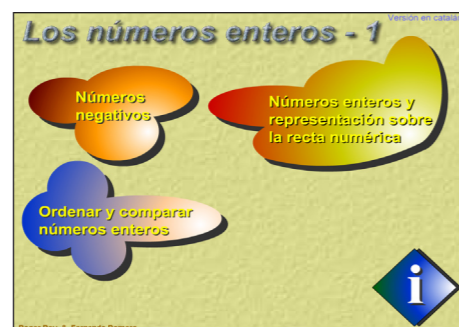 Versión en catalán
Los números enteros - 1
Números
negativos
Números enteros y
representación sobre
la recta numérica
Ordenar y comparar
números enteros
i